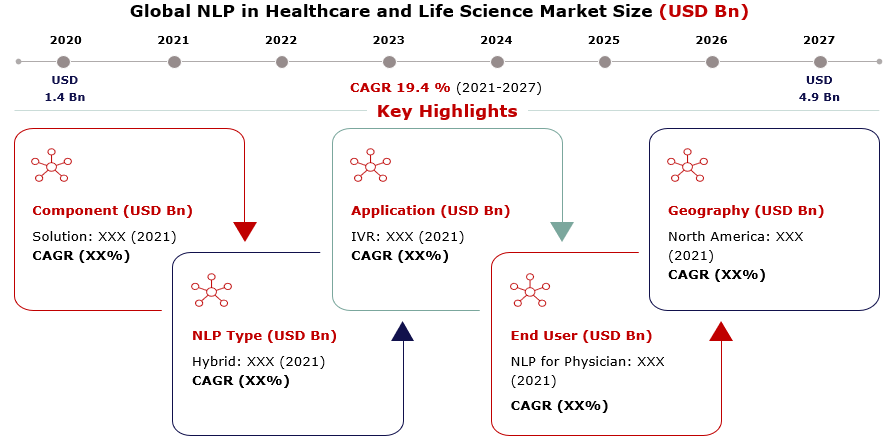 Global NLP in Healthcare and Life Science Market Size (USD Bn)
2020 2021 2022 2023 2024 2025 2026 2027
USD
1.4 Bn
USD
4.9 Bn
CAGR 19.4 % (2021-2027)
Key Highlights
Component (USD Bn)
Solution: XXX (2021)
CAGR (XX%)
NLP Type (USD Bn)
Hybrid: XXX (2021)
CAGR (XX%)
Application (USD Bn)
IVR: XXX (2021)
CAGR (XX%)
End User (USD Bn)
NLP for Physician: XXX
(2021)
CAGR (XX%)
Geography (USD Bn)
North America: XXX
(2021)
CAGR (XX%)